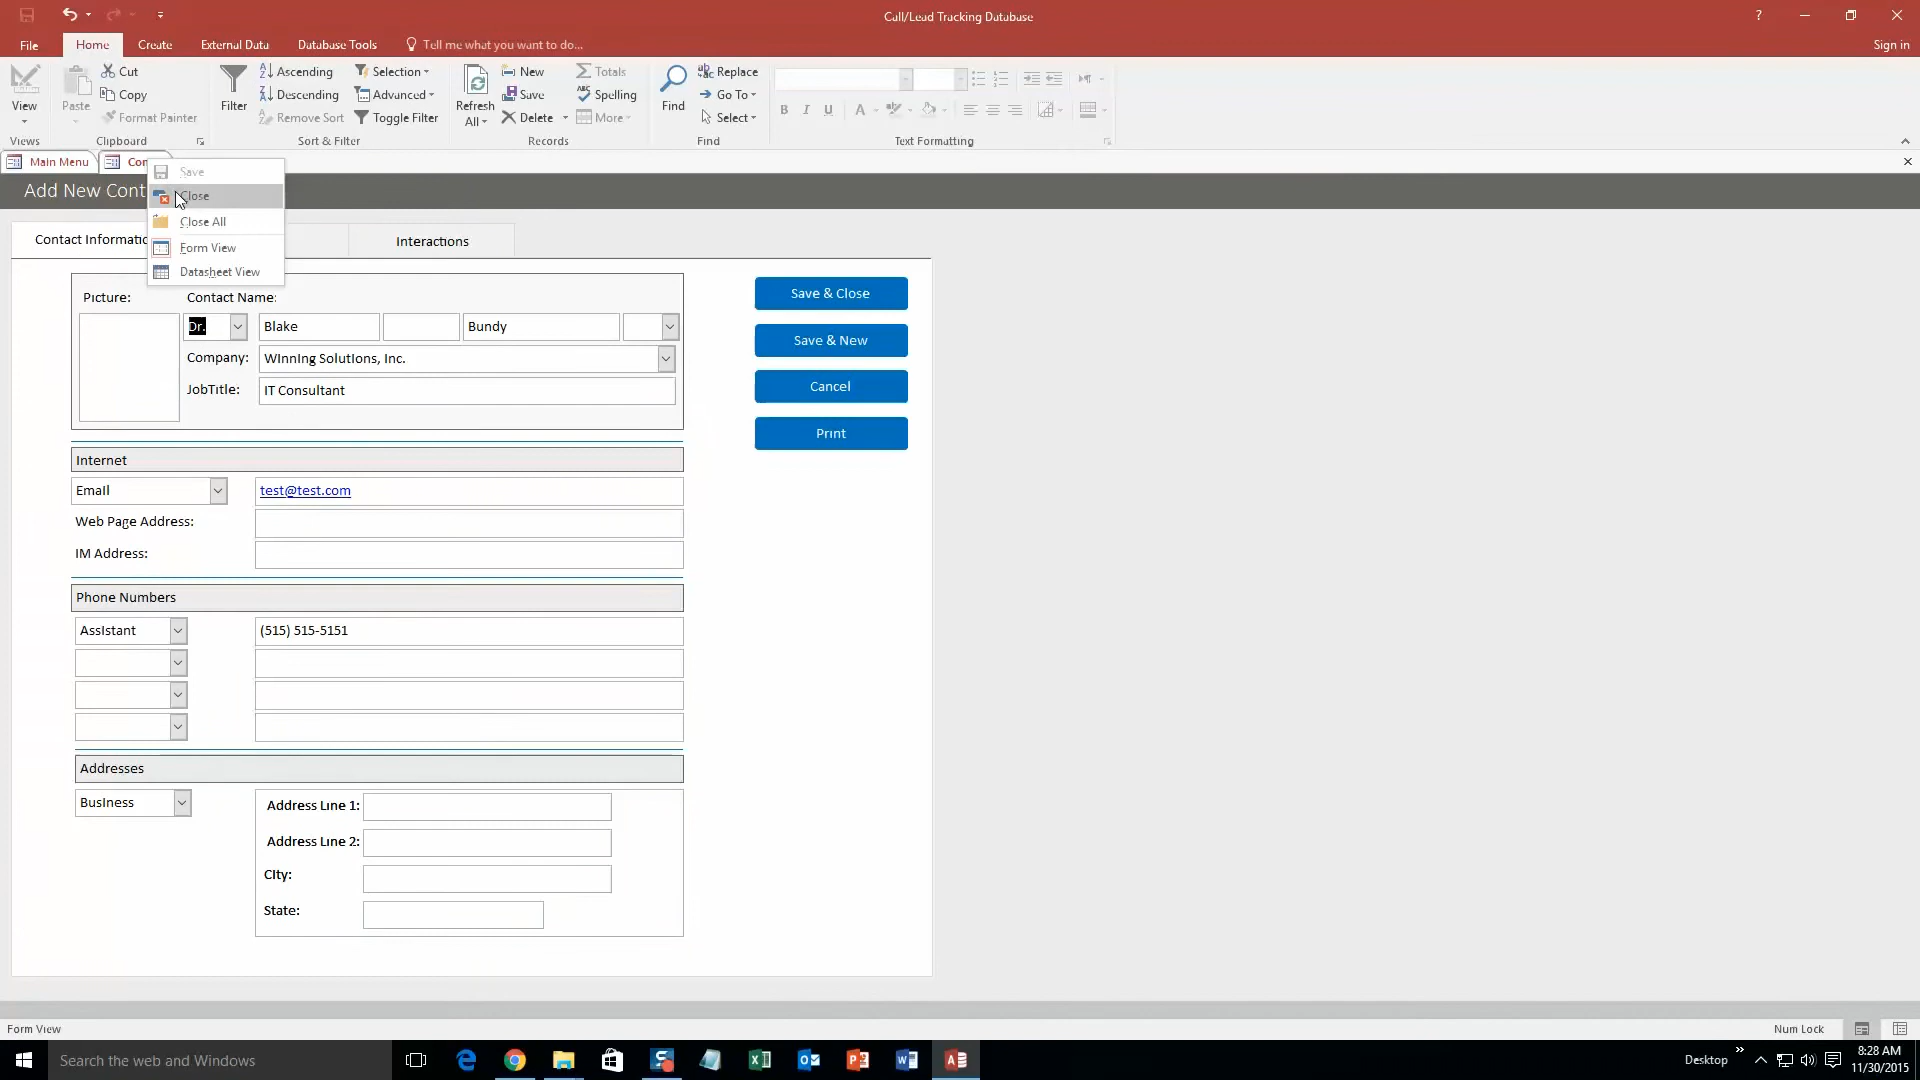 Call/Lead Tracking Database
?
File
Home
Create
External Data
Database Tools
Tell me what you want to do...
Sign in
View
Paste
Cut
Copy
Format Painter
Filter
Ascending
Descending
Remove Sort
Selection
Advanced
Toggle Filter
Refresh All
New
Save
Delete
Totals
Spelling
More
Find
Replace
Go To
Select
B I U
A
Views
Clipboard
Sort & Filter
Records
Find
Text Formatting
Main Menu
Con
Save
Close
Close All
Form View
Datasheet View
Add New Cont
Contact Informatio
Interactions
Picture:
Contact Name:
Dr.
Blake
Bundy
Company:
Winning Solutions, Inc.
JobTitle:
IT Consultant
Save & Close
Save & New
Cancel
Print
Internet
Email
test@test.com
Web Page Address:
IM Address:
Phone Numbers
Assistant
(515) 515-5151
Addresses
Business
Address Line 1:
Address Line 2:
City:
State:
Form View
Num Lock
Search the web and Windows
Desktop
8:28 AM
11/30/2015